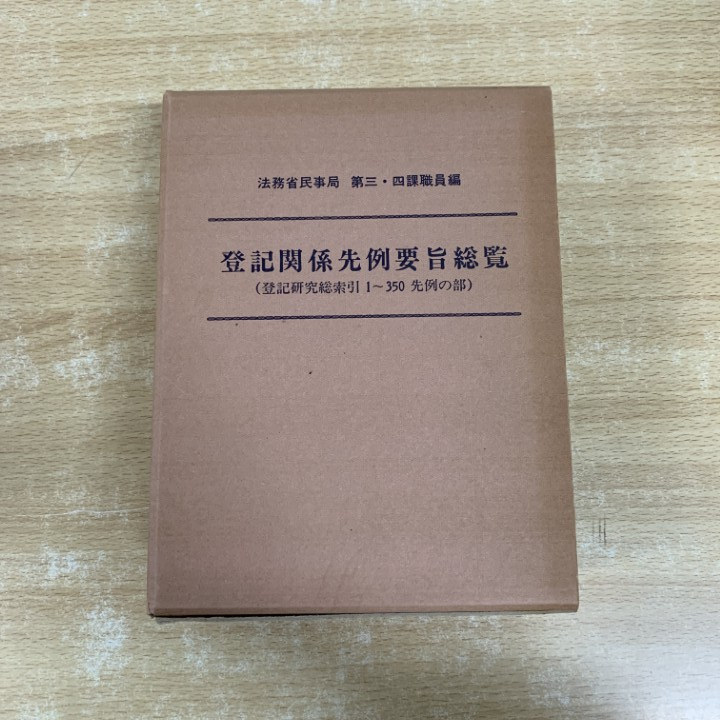 法務省民事局 第三・四課職員編
登記関係先例要旨総覧
(登記研究総索引 1～350 先例の部)